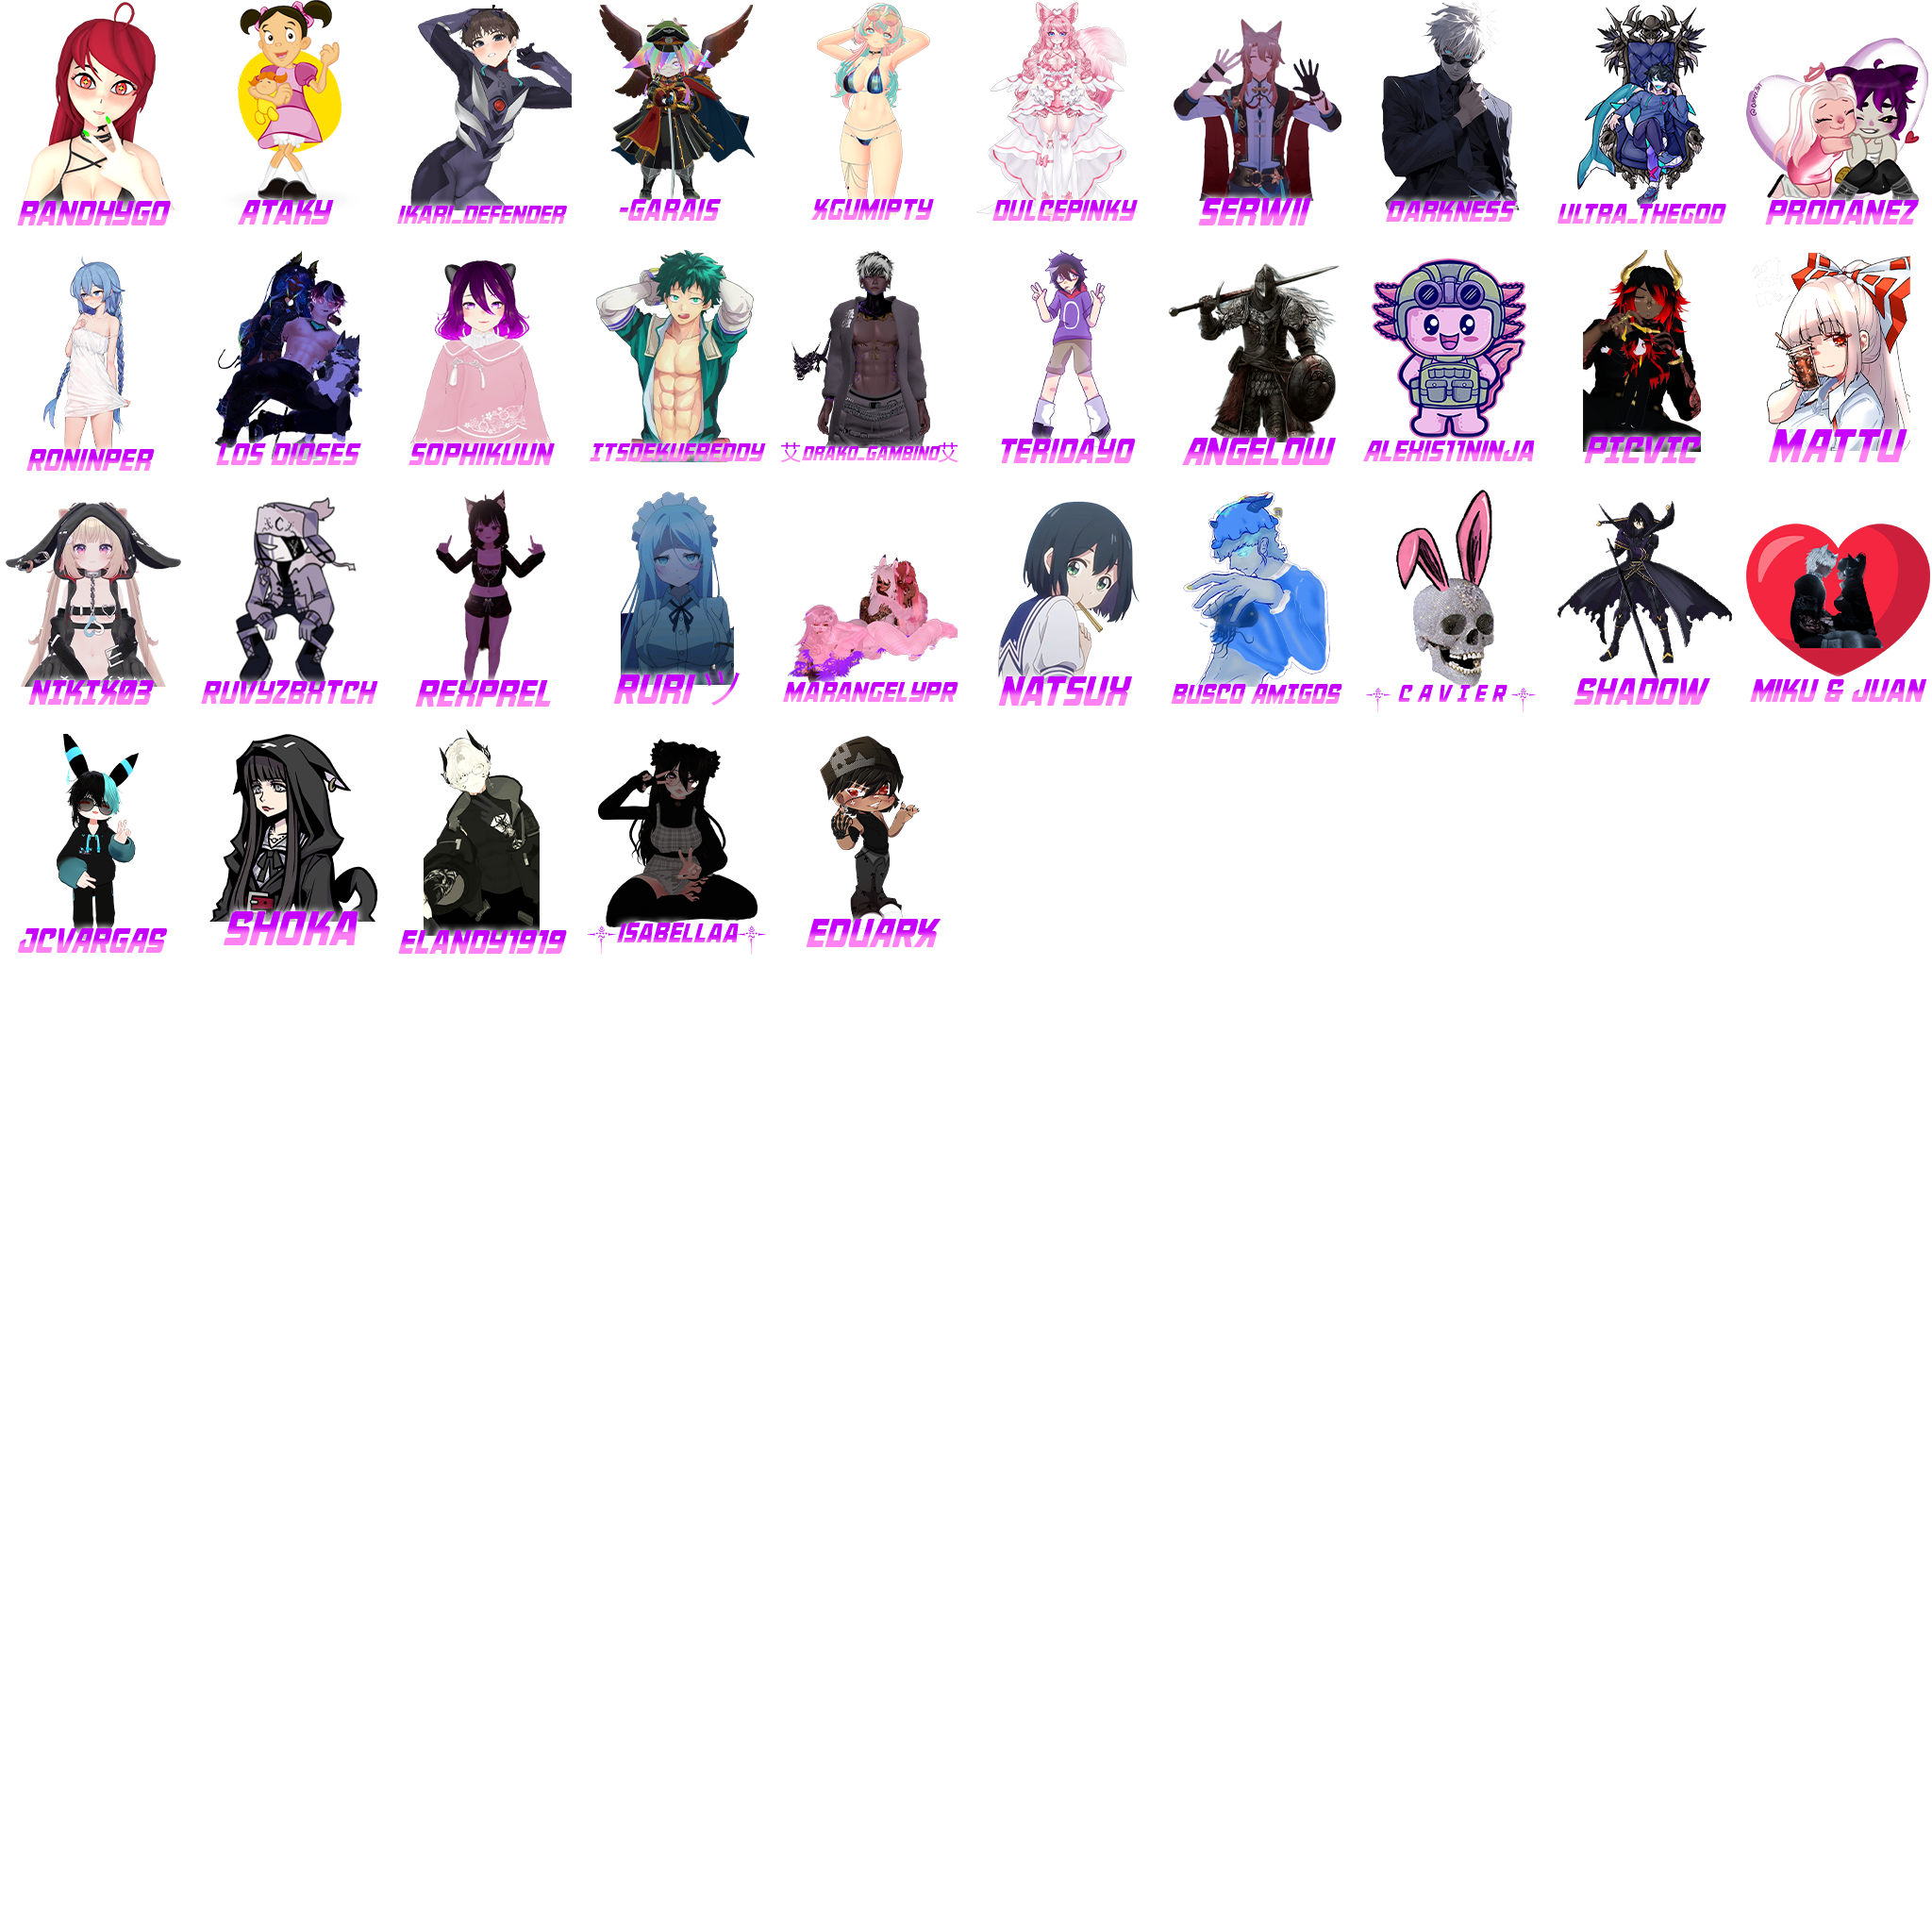 RANDHYGO
ATAKY
IKARI_DEFENDER
-GARAIS
XGUMIPTY
DULCEPINKY
SERWII
DARKNESS
ULTRA_THEGOD
PRODANEZ
RONINPER
LOS DIOSES
SOPHIKUUN
ITSDEKUFREDDY
艾DRAKO_GAMBINO艾
TERIDAYO
ANGELOW
ALEXIS11NINJA
PICVIC
MATTU
NIKIX03
RUVYZBXTCH
REXPREL
RURI ツ
MARANGELYPR
NATSUX
BUSCO AMIGOS
⸸ C A V I E R ⸸
SHADOW
MIKU & JUAN
JCVARGAS
SHOKA
ELANDY1919
⸸ISABELLAA⸸
EDUARX